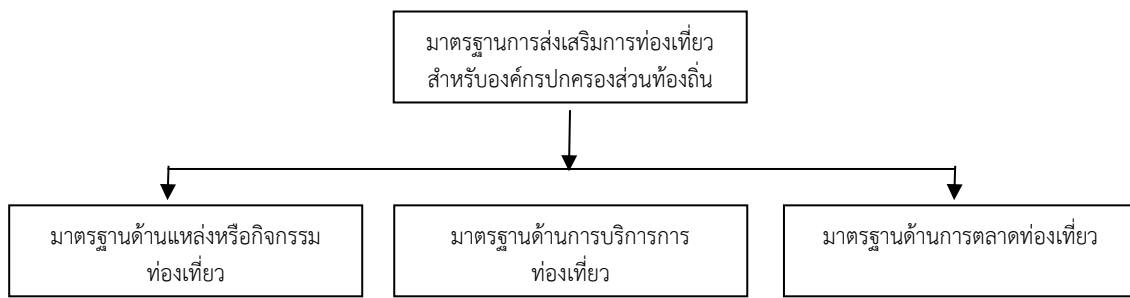 มาตรฐานการส่งเสริมการท่องเที่ยว
สำหรับองค์กรปกครองส่วนท้องถิ่น
มาตรฐานด้านแหล่งหรือกิจกรรม
ท่องเที่ยว
มาตรฐานด้านการบริการการ
ท่องเที่ยว
มาตรฐานด้านการตลาดท่องเที่ยว